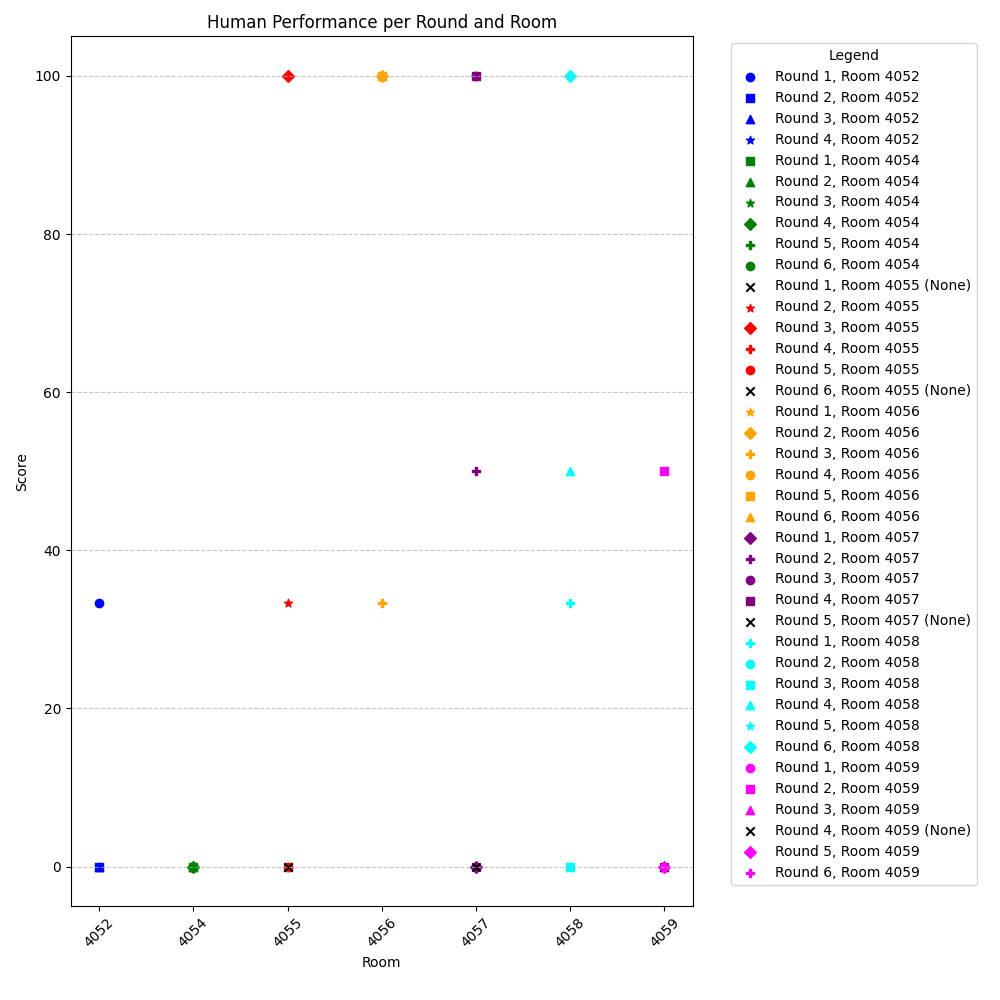 Human Performance per Round and Room
Score
100
80
60
40
20
0
4052
4054
4055
4056
4057
4058
4059
Room
Legend
Round 1, Room 4052
Round 2, Room 4052
Round 3, Room 4052
Round 4, Room 4052
Round 1, Room 4054
Round 2, Room 4054
Round 3, Room 4054
Round 4, Room 4054
Round 5, Room 4054
Round 6, Room 4054
Round 1, Room 4055 (None)
Round 2, Room 4055
Round 3, Room 4055
Round 4, Room 4055
Round 5, Room 4055
Round 6, Room 4055 (None)
Round 1, Room 4056
Round 2, Room 4056
Round 3, Room 4056
Round 4, Room 4056
Round 5, Room 4056
Round 6, Room 4056
Round 1, Room 4057
Round 2, Room 4057
Round 3, Room 4057
Round 4, Room 4057
Round 5, Room 4057 (None)
Round 1, Room 4058
Round 2, Room 4058
Round 3, Room 4058
Round 4, Room 4058
Round 5, Room 4058
Round 6, Room 4058
Round 1, Room 4059
Round 2, Room 4059
Round 3, Room 4059
Round 4, Room 4059 (None)
Round 5, Room 4059
Round 6, Room 4059